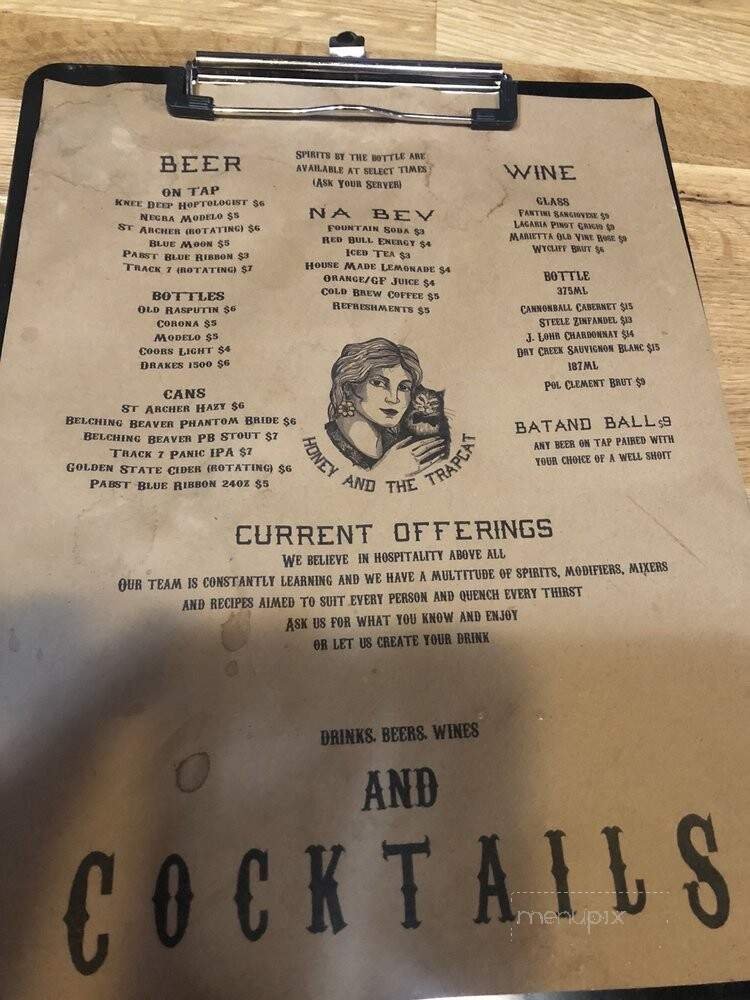 BEER
ON TAP
KNEE DEEP HOPTOLOGIST $6
NEGRA MODELO $5
ST ARCHER (ROTATING) $6
BLUE MOON $5
PABST BLUE RIBBON $3
TRACK 7 (ROTATING) $7
BOTTLES
OLD RASPUTIN $6
CORONA $5
MODELO $5
COORS LIGHT $4
DRAKES 1500 $6
CANS
ST ARCHER HAZY $6
BELCHING BEAVER PHANTOM BRIDE $6
BELCHING BEAVER PB STOUT $7
TRACK 7 PANIC IPA $7
GOLDEN STATE CIDER (ROTATING) $6
PABST BLUE RIBBON 24OZ $5
SPIRITS BY THE BOTTLE ARE
AVAILABLE AT SELECT TIMES
(ASK YOUR SERVER)
NA BEV
FOUNTAIN SODA $3
RED BULL ENERGY $4
ICED TEA $3
HOUSE MADE LEMONADE $4
ORANGE/GF JUICE $4
COLD BREW COFFEE $5
REFRESHMENTS $5
HONEY AND THE TRAPCAT
WINE
GLASS
FANTINI SANGIOVESE $9
LAGARIA PINOT GRIGIO $9
MARIETTA OLD VINE ROSE $9
WYCLIFF BRUT $6
BOTTLE
375ML
CANNONBALL CABERNET $15
STEELE ZINFANDEL $13
J. LOHR CHARDONNAY $14
DRY CREEK SAUVIGNON BLANC $15
187ML
POL CLEMENT BRUT $9
BAT AND BALL $9
ANY BEER ON TAP PAIRED WITH
YOUR CHOICE OF A WELL SHOT
CURRENT OFFERINGS
WE BELIEVE IN HOSPITALITY ABOVE ALL
OUR TEAM IS CONSTANTLY LEARNING AND WE HAVE A MULTITUDE OF SPIRITS, MODIFIERS, MIXERS
AND RECIPES AIMED TO SUIT EVERY PERSON AND QUENCH EVERY THIRST
ASK US FOR WHAT YOU KNOW AND ENJOY
OR LET US CREATE YOUR DRINK
DRINKS. BEERS. WINES
AND
COCKTAILS
menupix